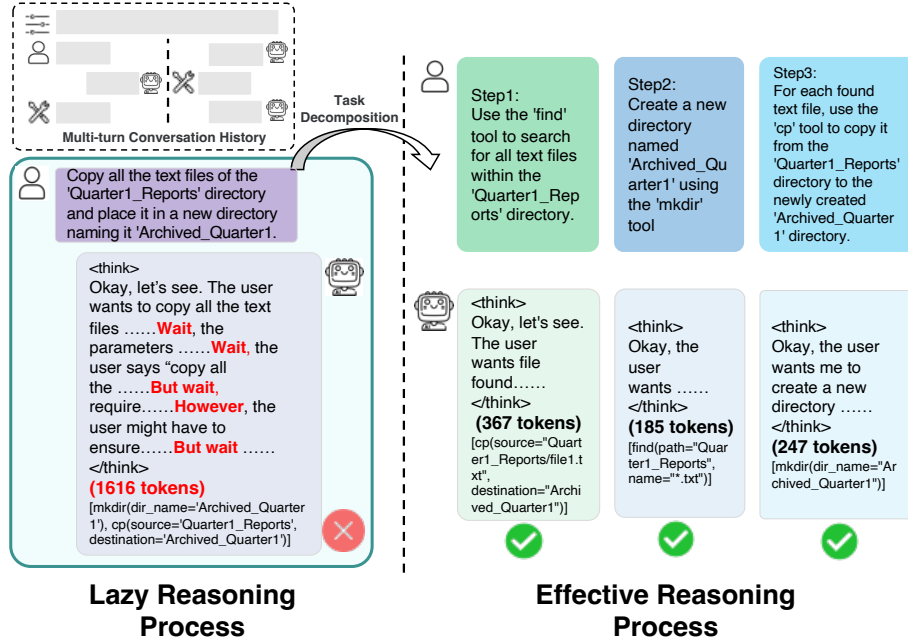 Multi-turn Conversation History
Task
Decomposition
Copy all the text files of the
'Quarter1_Reports' directory
and place it in a new directory
naming it 'Archived_Quarter1.
<think>
Okay, let's see. The user
wants to copy all the text
files ……Wait, the
parameters ……Wait, the
user says “copy all
the ……But wait,
require……However, the
user might have to
ensure……But wait ……
</think>
(1616 tokens)
[mkdir(dir_name='Archived_Quarter
1'), cp(source='Quarter1_Reports',
destination='Archived_Quarter1')]
Lazy Reasoning
Process
Step1:
Use the 'find'
tool to search
for all text files
within the
'Quarter1_Rep
orts' directory.
Step2:
Create a new
directory
named
'Archived_Qu
arter1' using
the 'mkdir'
tool
Step3:
For each found
text file, use the
'cp' tool to copy it
from the
'Quarter1_Reports'
directory to the
newly created
'Archived_Quarter
1' directory.
<think>
Okay, let's see.
The user
wants file
found……
</think>
(367 tokens)
[cp(source="Quart
er1_Reports/file1.t
xt",
destination="Archi
ved_Quarter1")]
<think>
Okay, the
user
wants ……
</think>
(185 tokens)
[find(path="Quar
ter1_Reports",
name="*.txt")]
<think>
Okay, the user
wants me to
create a new
directory ……
</think>
(247 tokens)
[mkdir(dir_name="Ar
chived_Quarter1")]
Effective Reasoning
Process